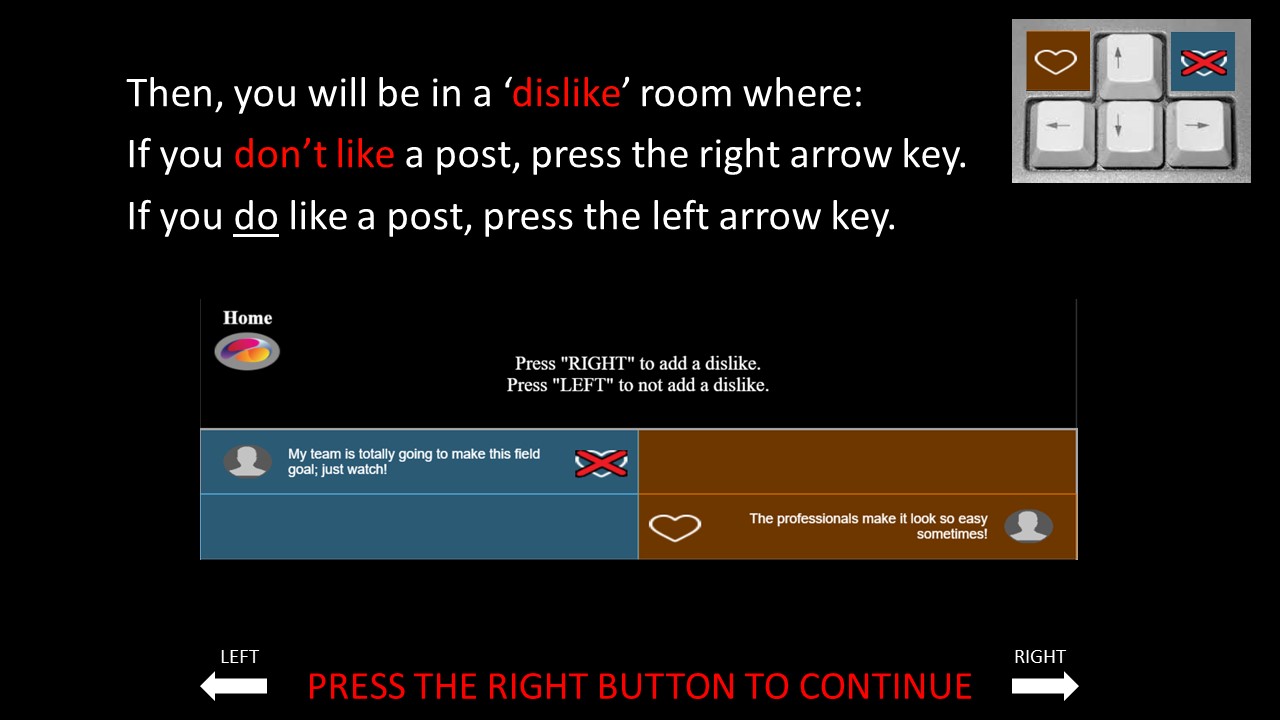 Then, you will be in a ‘dislike’ room where:
If you don’t like a post, press the right arrow key.
If you do like a post, press the left arrow key.
Home
Press "RIGHT" to add a dislike.
Press "LEFT" to not add a dislike.
My team is totally going to make this field
goal; just watch!
The professionals make it look so easy
sometimes!
LEFT
RIGHT
PRESS THE RIGHT BUTTON TO CONTINUE